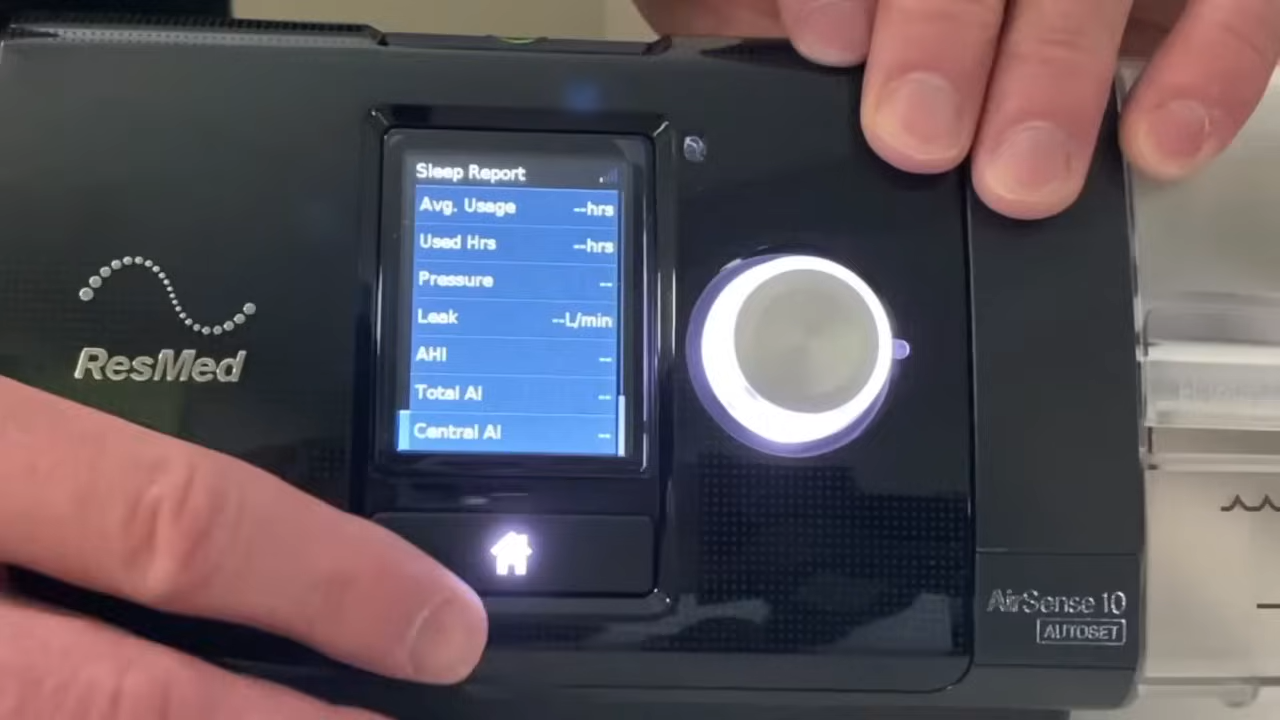 Sleep Report
Avg. Usage --hrs
Used Hrs --hrs
Pressure --
Leak --L/min
AHI --
Total AI --
Central AI --
ResMed
AirSense 10
AUTOSET